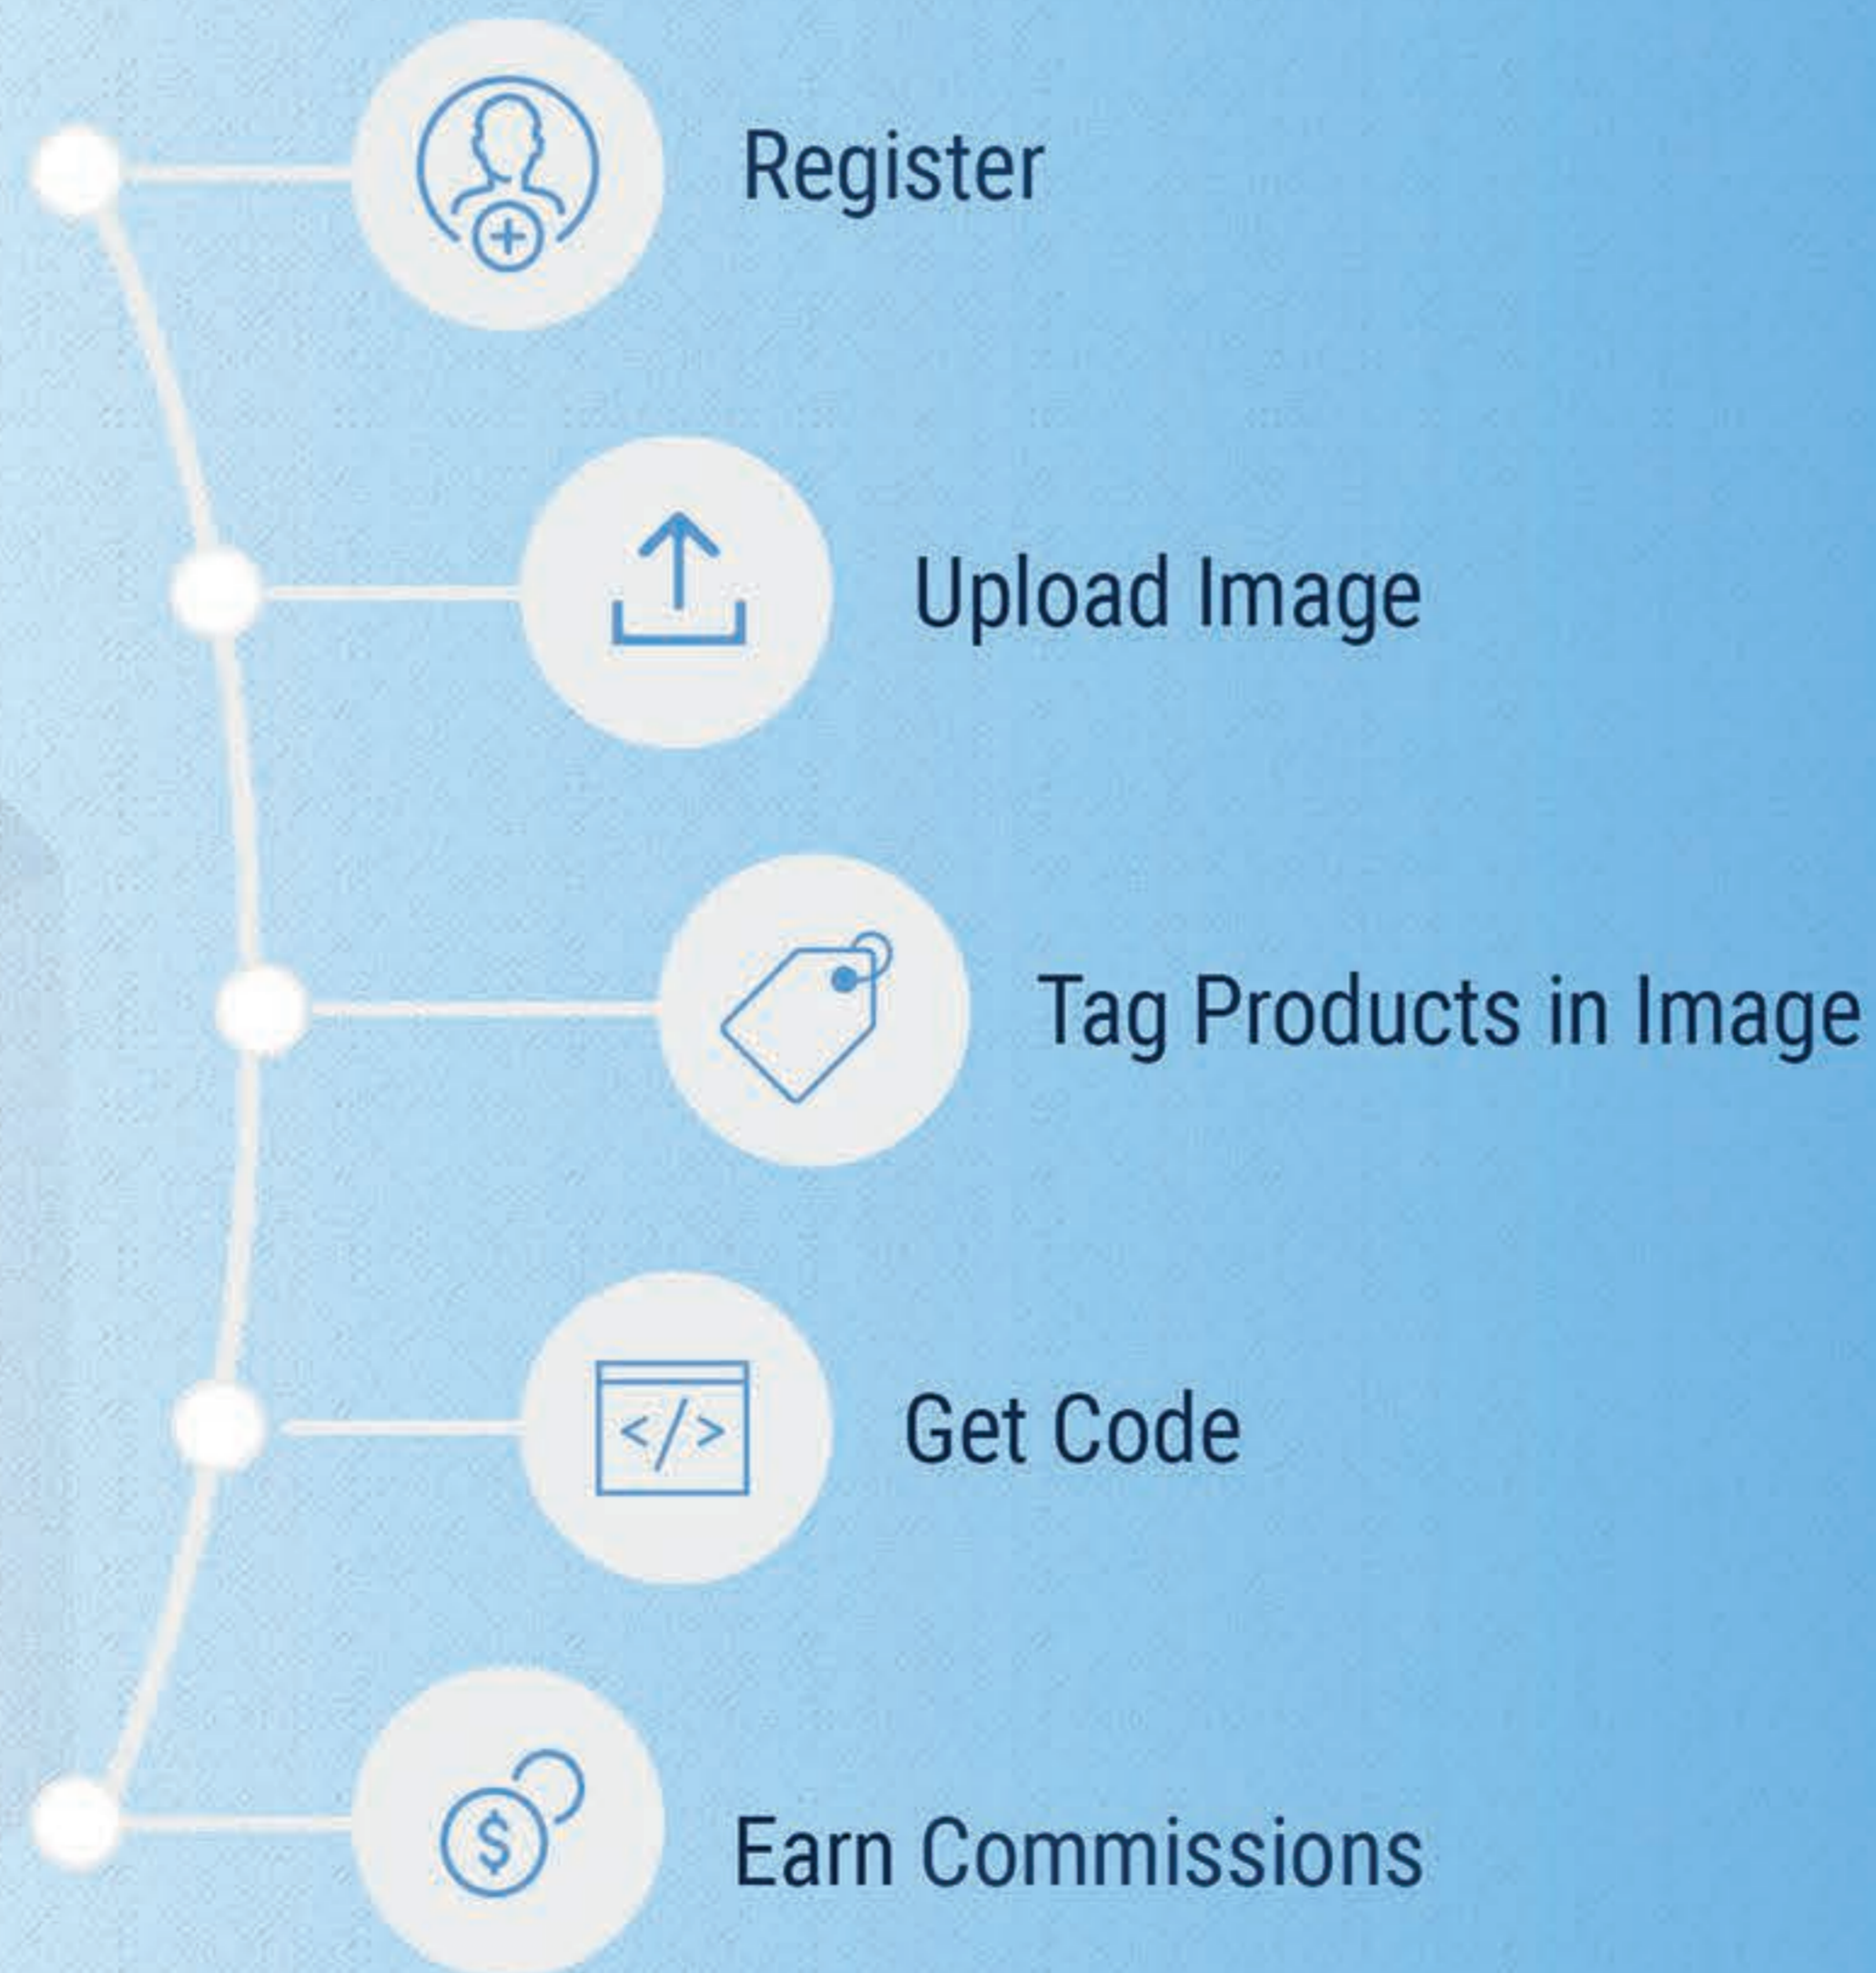 Register
Upload Image
Tag Products in Image
</>
Get Code
$
Earn Commissions